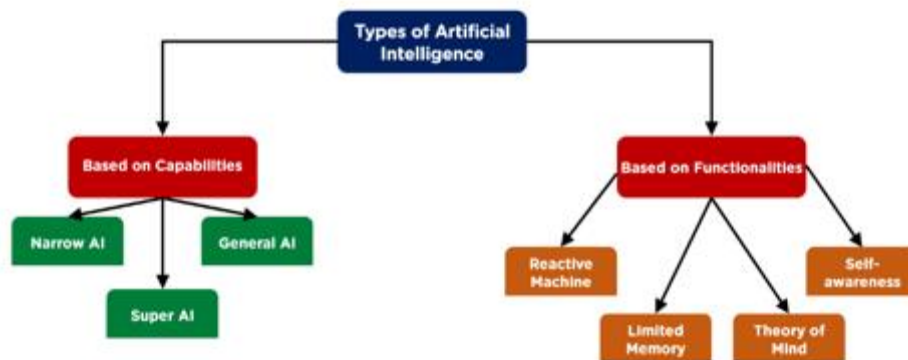 Types of Artificial
Intelligence
Based on Capabilities
Based on Functionalities
Narrow AI
General AI
Super AI
Reactive
Machine
Self-
awareness
Limited
Memory
Theory of
Mind